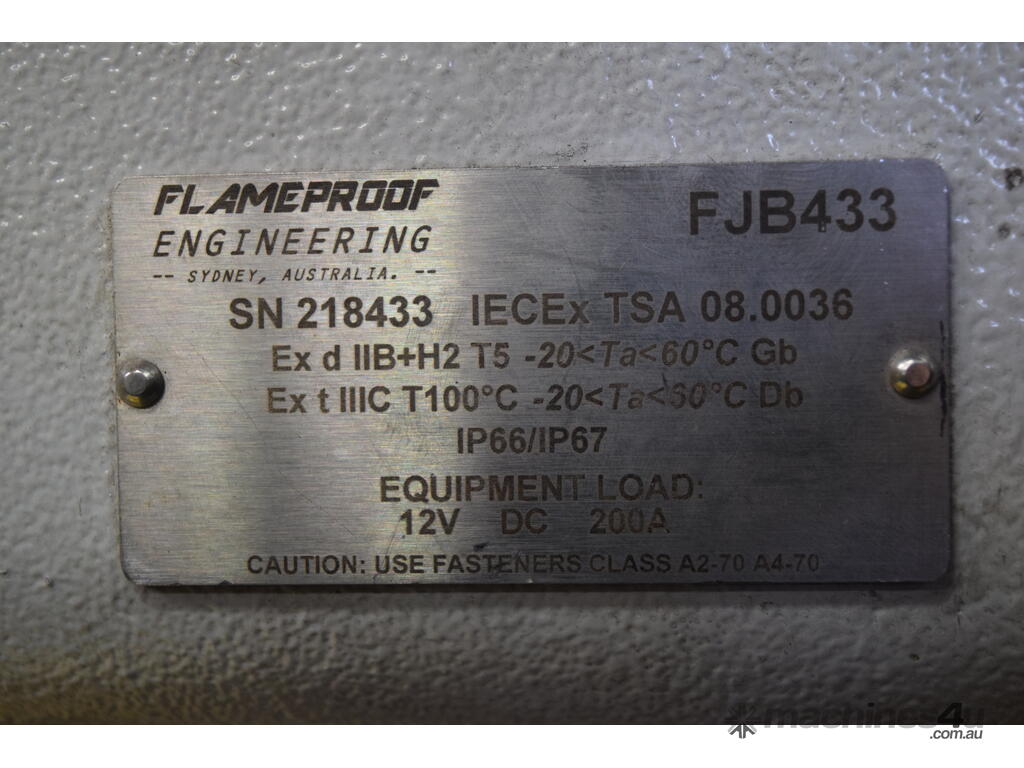 FLAMEPROOF
ENGINEERING
-- SYDNEY, AUSTRALIA. --
FJB433
SN 218433 IECEx TSA 08.0036
Ex d IIB+H2 T5 -20<Ta<60°C Gb
Ex t IIIC T100°C -20<Ta<60°C Db
IP66/IP67
EQUIPMENT LOAD:
12V DC 200A
CAUTION: USE FASTENERS CLASS A2-70 A4-70
machines4u
.com.au